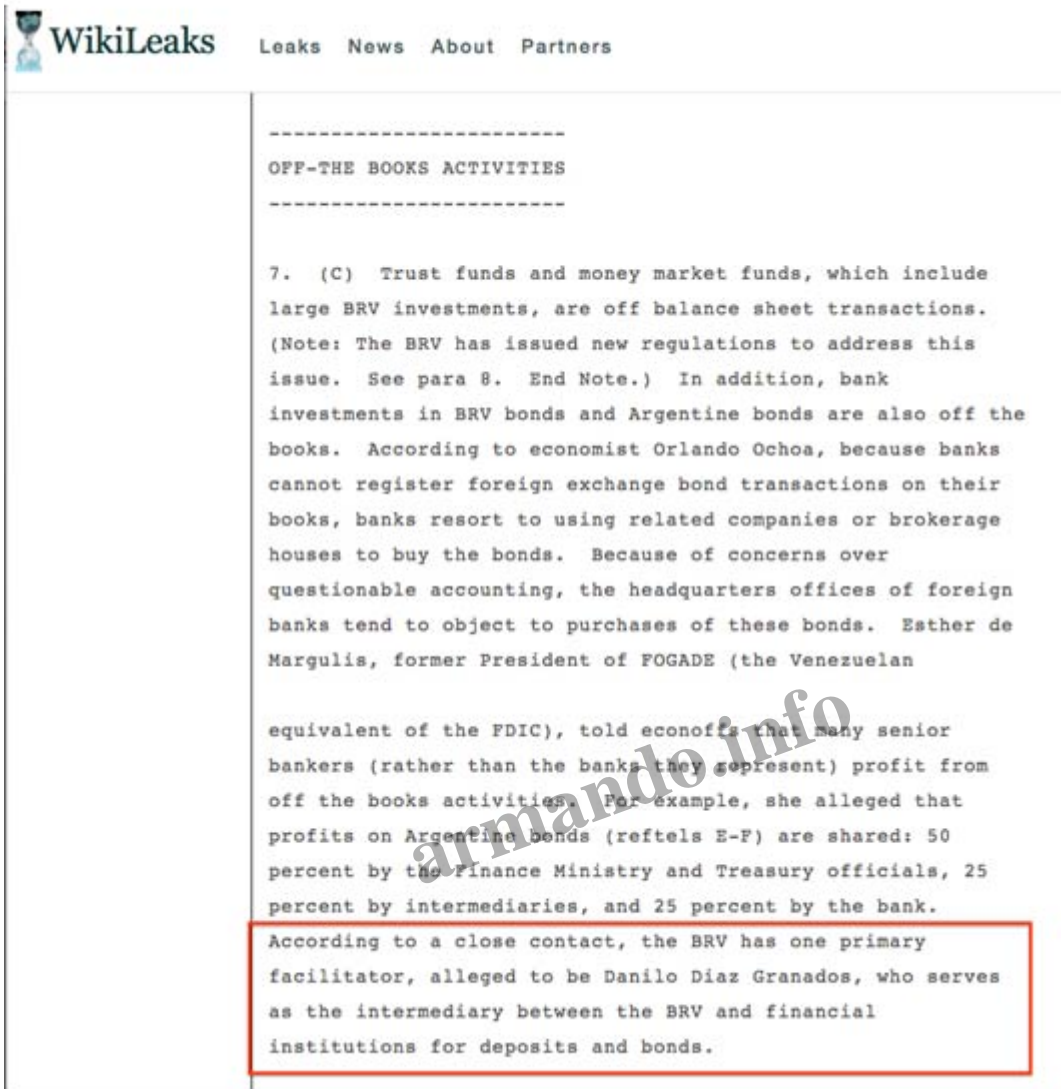 WikiLeaks Leaks News About Partners
-------------------------
OFF-THE BOOKS ACTIVITIES
-------------------------
7. (C) Trust funds and money market funds, which include
large BRV investments, are off balance sheet transactions.
(Note: The BRV has issued new regulations to address this
issue. See para 8. End Note.) In addition, bank
investments in BRV bonds and Argentine bonds are also off the
books. According to economist Orlando Ochoa, because banks
cannot register foreign exchange bond transactions on their
books, banks resort to using related companies or brokerage
houses to buy the bonds. Because of concerns over
questionable accounting, the headquarters offices of foreign
banks tend to object to purchases of these bonds. Esther de
Margulis, former President of FOGADE (the Venezuelan
equivalent of the FDIC), told econoffs that many senior
bankers (rather than the banks they represent) profit from
off the books activities. For example, she alleged that
profits on Argentine bonds (reftels E-F) are shared: 50
percent by the Finance Ministry and Treasury officials, 25
percent by intermediaries, and 25 percent by the bank.
According to a close contact, the BRV has one primary
facilitator, alleged to be Danilo Diaz Granados, who serves
as the intermediary between the BRV and financial
institutions for deposits and bonds.
armando.info